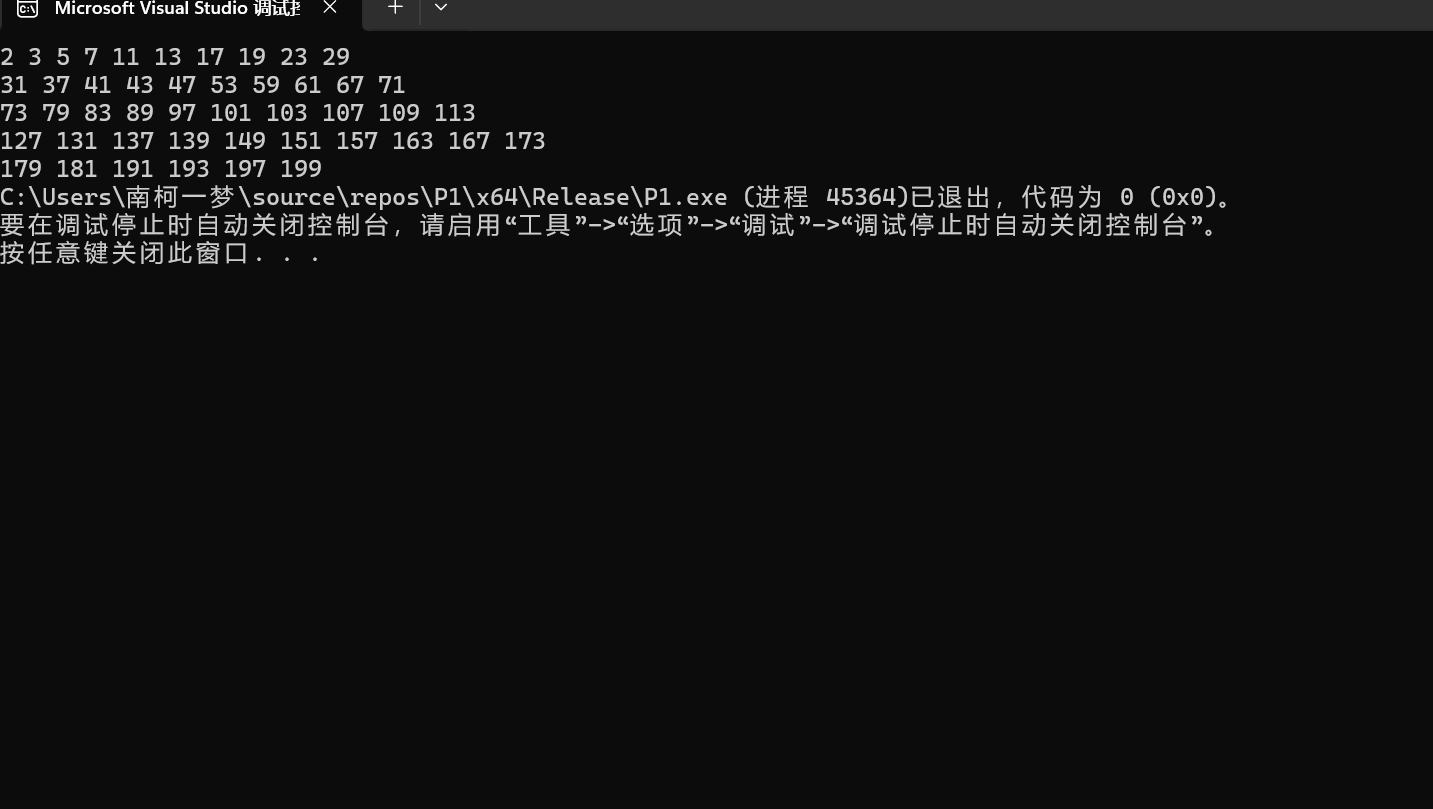 Microsoft Visual Studio 调试
2 3 5 7 11 13 17 19 23 29
31 37 41 43 47 53 59 61 67 71
73 79 83 89 97 101 103 107 109 113
127 131 137 139 149 151 157 163 167 173
179 181 191 193 197 199
C:\Users\南柯一梦\source\repos\P1\x64\Release\P1.exe (进程 45364)已退出，代码为 0 (0x0)。
要在调试停止时自动关闭控制台，请启用“工具”->“选项”->“调试”->“调试停止时自动关闭控制台”。
按任意键关闭此窗口. . .